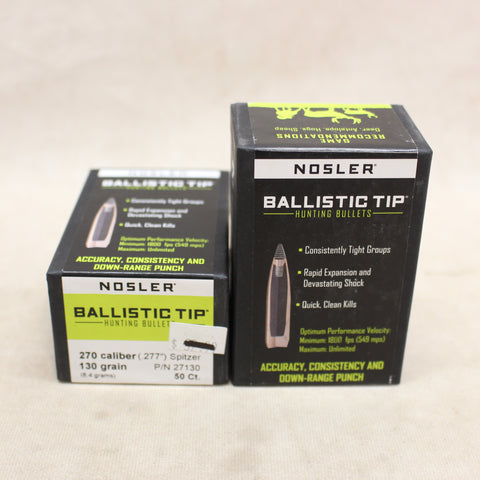 NOSLER®
BALLISTIC TIP®
HUNTING BULLETS
• Consistently Tight Groups
• Rapid Expansion and
Devastating Shock
• Quick, Clean Kills
Optimum Performance Velocity:
Minimum: 1800 fps (549 mps)
Maximum: Unlimited
ACCURACY, CONSISTENCY AND
DOWN-RANGE PUNCH
NOSLER®
BALLISTIC TIP
HUNTING BULLETS
$
270 caliber (.277") Spitzer
130 grain P/N 27130
(8.4 grams) 50 Ct.
GAME
RECOMMENDATIONS
Deer, Antelope, Hogs, Sheep
NOSLER®
BALLISTIC TIP®
HUNTING BULLETS
• Consistently Tight Groups
• Rapid Expansion and
Devastating Shock
• Quick, Clean Kills
Optimum Performance Velocity:
Minimum: 1800 fps (549 mps)
Maximum: Unlimited
ACCURACY, CONSISTENCY AND
DOWN-RANGE PUNCH